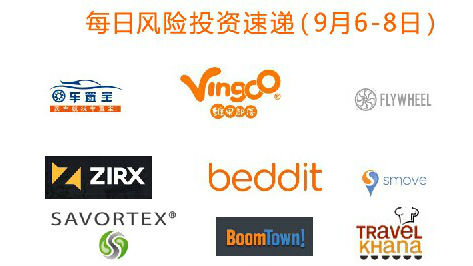 每日风险投资速递(9月6-8日)
车置宝
Vingoo®
FLYWHEEL
ZIRX
beddit
smove
SAVORTEX®
BoomTown!
TRAVEL
Khana